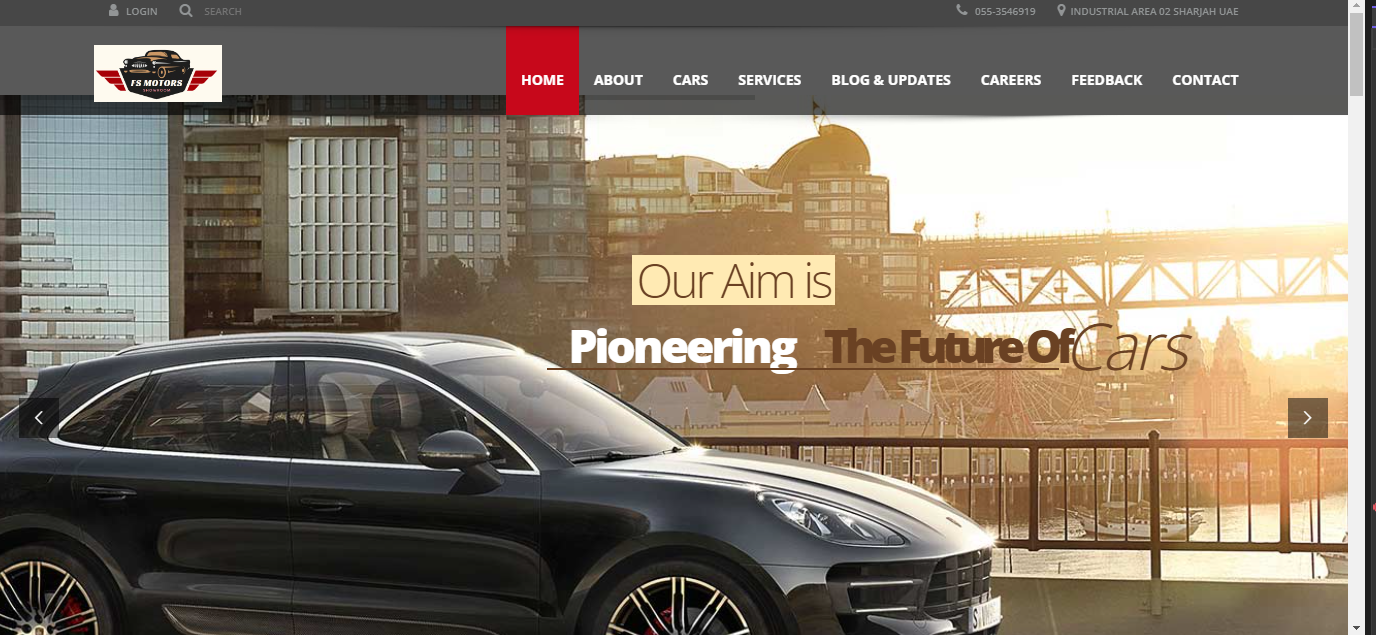 LOGIN SEARCH 055-3546919 INDUSTRIAL AREA 02 SHARJAH UAE
FS MOTORS
SHOWROOM
HOME ABOUT CARS SERVICES BLOG & UPDATES CAREERS FEEDBACK CONTACT
Our Aim is
Pioneering The Future Of Cars